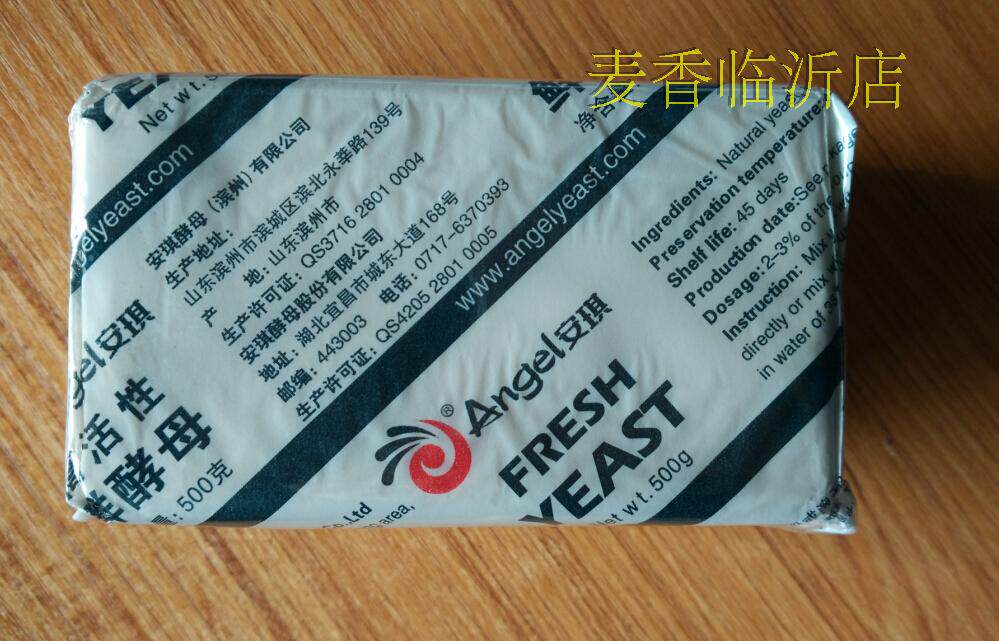 麦香临沂店
Net wt.
www.angelyeast.com
安琪酵母（滨州）有限公司
生产地址：
山东滨州市滨城区滨北永莘路139号
产 地：山东滨州市
生产许可证：QS3716 2801 0004
安琪酵母股份有限公司
地址：湖北宜昌市城东大道168号
邮编：443003 电话：0717-6370393
生产许可证：QS4205 2801 0005
www.angelyeast.com
Ingredients: Natural yeast
Preservation temperature:
Shelf life: 45 days
Production date:See
Dosage: 2-3% of
Instruction: Mix
directly or mix
in water of
安琪
活性
酵母
500克
Angel安琪®
FRESH
YEAST
Net wt. 500g
Co.,Ltd
area,